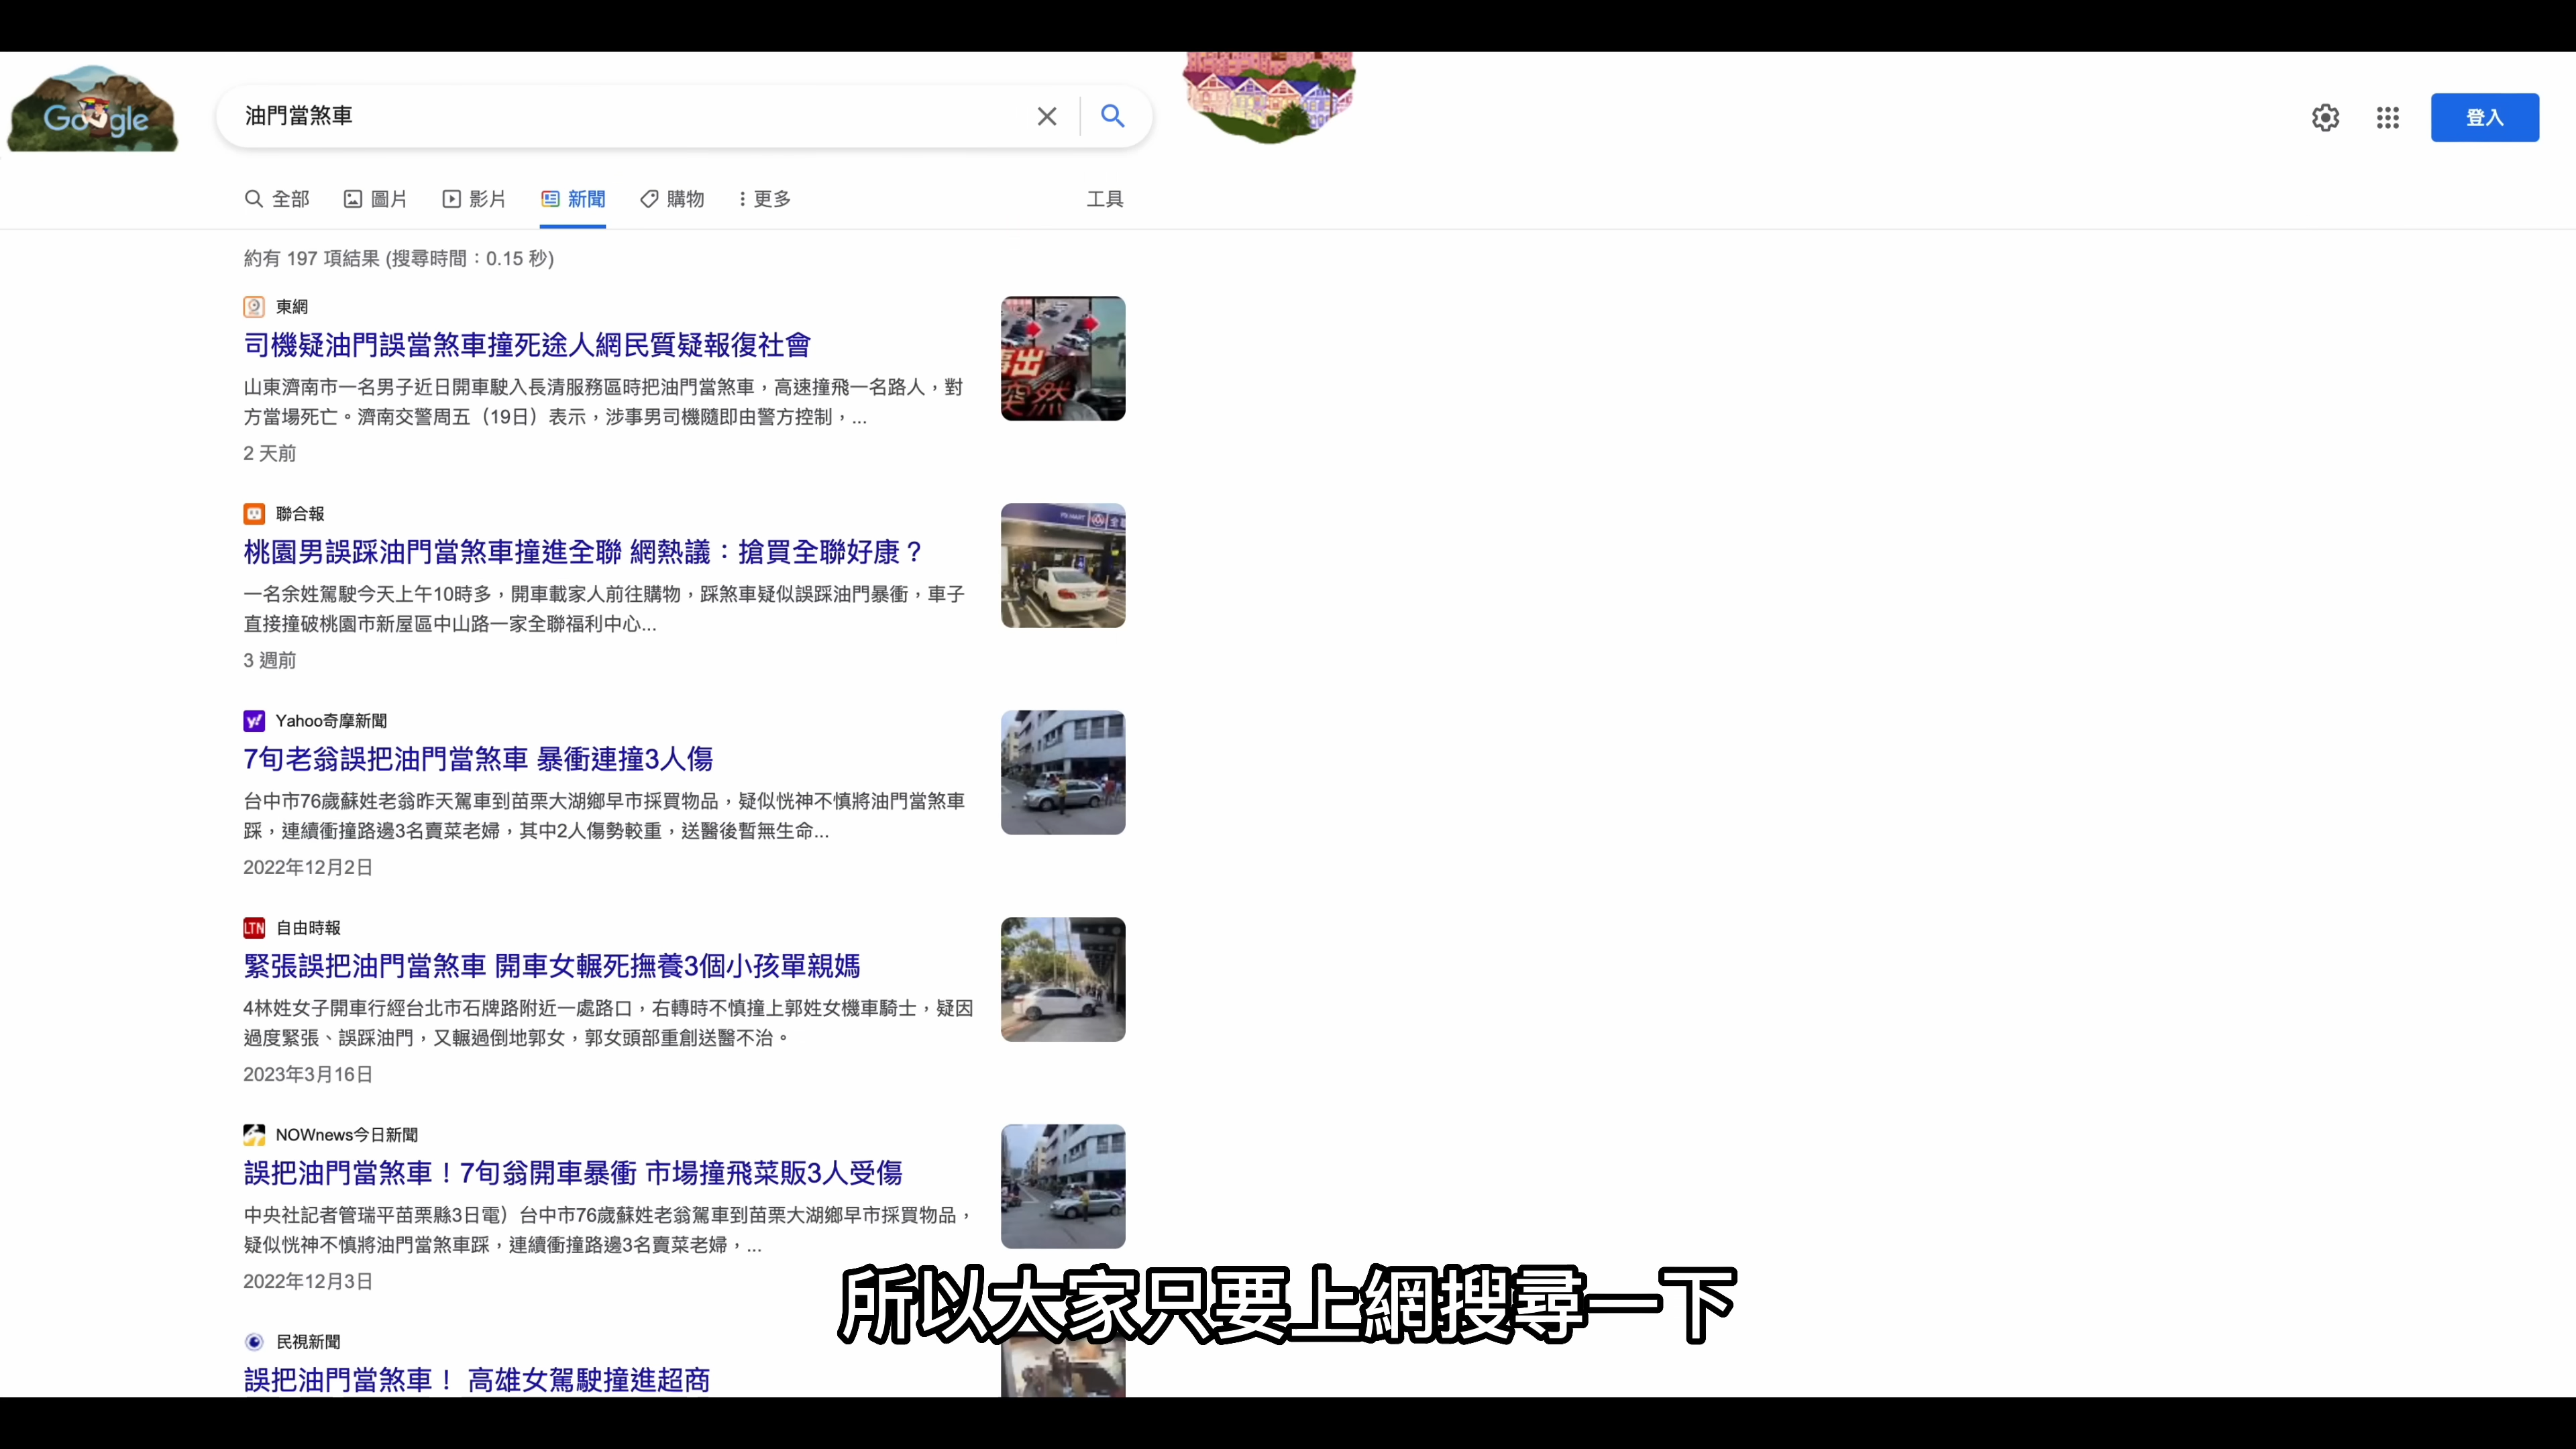 Google
油門當煞車
登入
全部
圖片
影片
新聞
購物
更多
工具
約有 197 項結果 (搜尋時間：0.15 秒)
東網
司機疑油門誤當煞車撞死途人網民質疑報復社會
山東濟南市一名男子近日開車駛入長清服務區時把油門當煞車，高速撞飛一名路人，對
方當場死亡。濟南交警周五（19日）表示，涉事男司機隨即由警方控制，...
2 天前
事出
突然
聯合報
桃園男誤踩油門當煞車撞進全聯 網熱議：搶買全聯好康？
一名余姓駕駛今天上午10時多，開車載家人前往購物，踩煞車疑似誤踩油門暴衝，車子
直接撞破桃園市新屋區中山路一家全聯福利中心...
3 週前
y! Yahoo奇摩新聞
7旬老翁誤把油門當煞車 暴衝連撞3人傷
台中市76歲蘇姓老翁昨天駕車到苗栗大湖鄉早市採買物品，疑似恍神不慎將油門當煞車
踩，連續衝撞路邊3名賣菜老婦，其中2人傷勢較重，送醫後暫無生命...
2022年12月2日
LTN 自由時報
緊張誤把油門當煞車 開車女輾死撫養3個小孩單親媽
4林姓女子開車行經台北市石牌路附近一處路口，右轉時不慎撞上郭姓女機車騎士，疑因
過度緊張、誤踩油門，又輾過倒地郭女，郭女頭部重創送醫不治。
2023年3月16日
NOWnews今日新聞
誤把油門當煞車！7旬翁開車暴衝 市場撞飛菜販3人受傷
中央社記者管瑞平苗栗縣3日電）台中市76歲蘇姓老翁駕車到苗栗大湖鄉早市採買物品，
疑似恍神不慎將油門當煞車踩，連續衝撞路邊3名賣菜老婦，...
2022年12月3日
所以大家只要上網搜尋一下
民視新聞
誤把油門當煞車！ 高雄女駕駛撞進超商